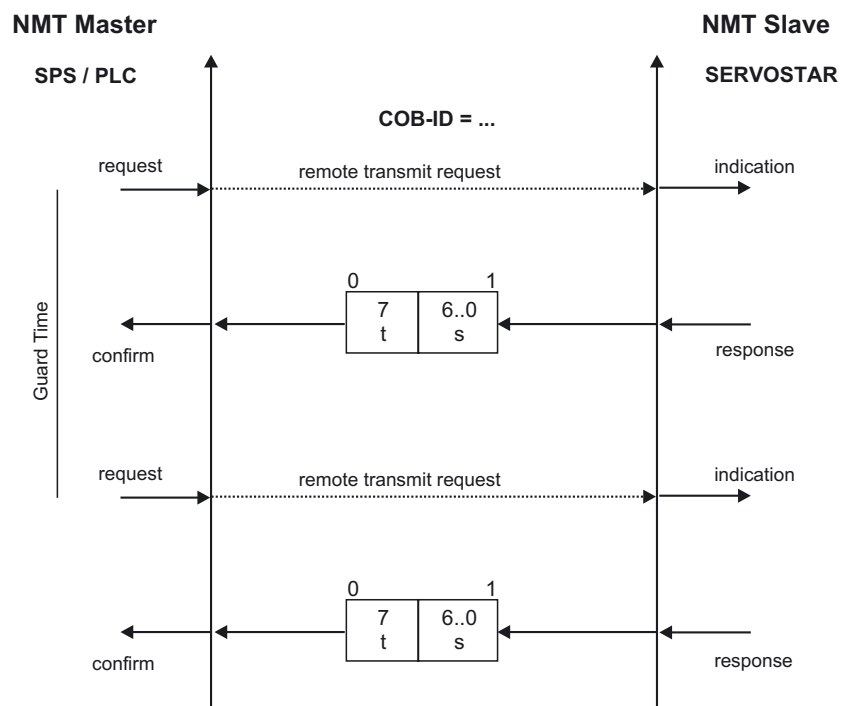 NMT Master
NMT Slave
SPS / PLC
SERVOSTAR
COB-ID = ...
request
remote transmit request
indication
0 1
7 6..0
t s
confirm
response
Guard Time
request
remote transmit request
indication
0 1
7 6..0
t s
confirm
response